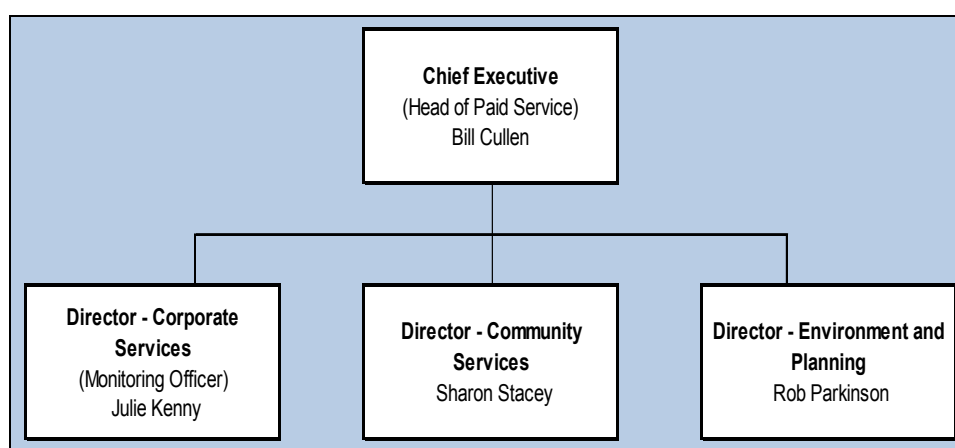 Chief Executive
(Head of Paid Service)
Bill Cullen
Director - Corporate
Services
(Monitoring Officer)
Julie Kenny
Director - Community
Services
Sharon Stacey
Director - Environment and
Planning
Rob Parkinson